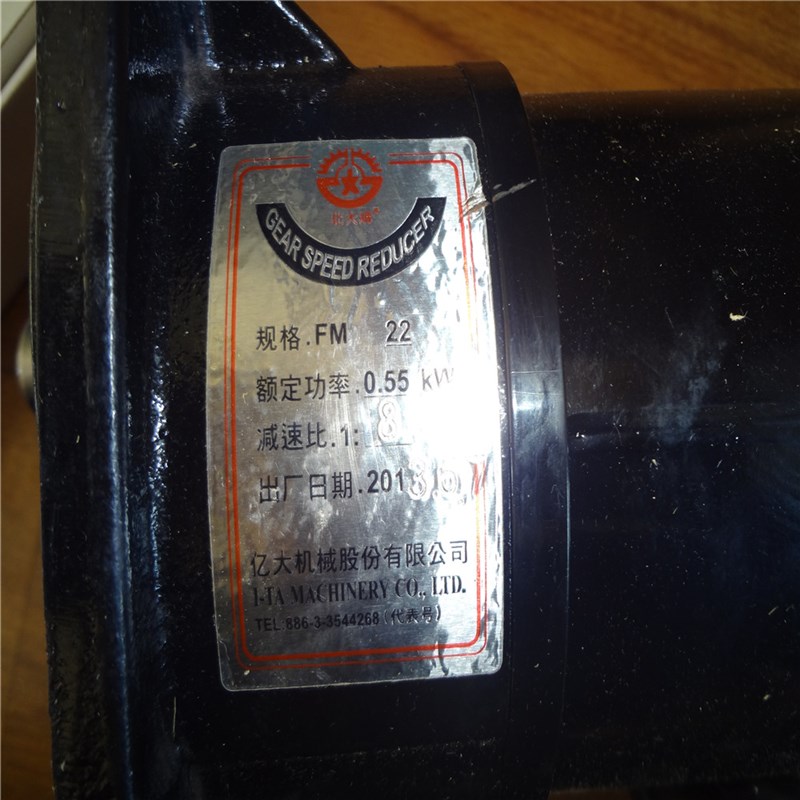 GEAR SPEED REDUCER
规格.FM 22
额定功率.0.55 kW
减速比.1: 8
出厂日期.2013
亿大机械股份有限公司
I-TA MACHINERY CO., LTD.
TEL 886-3-3544268 (代表号)